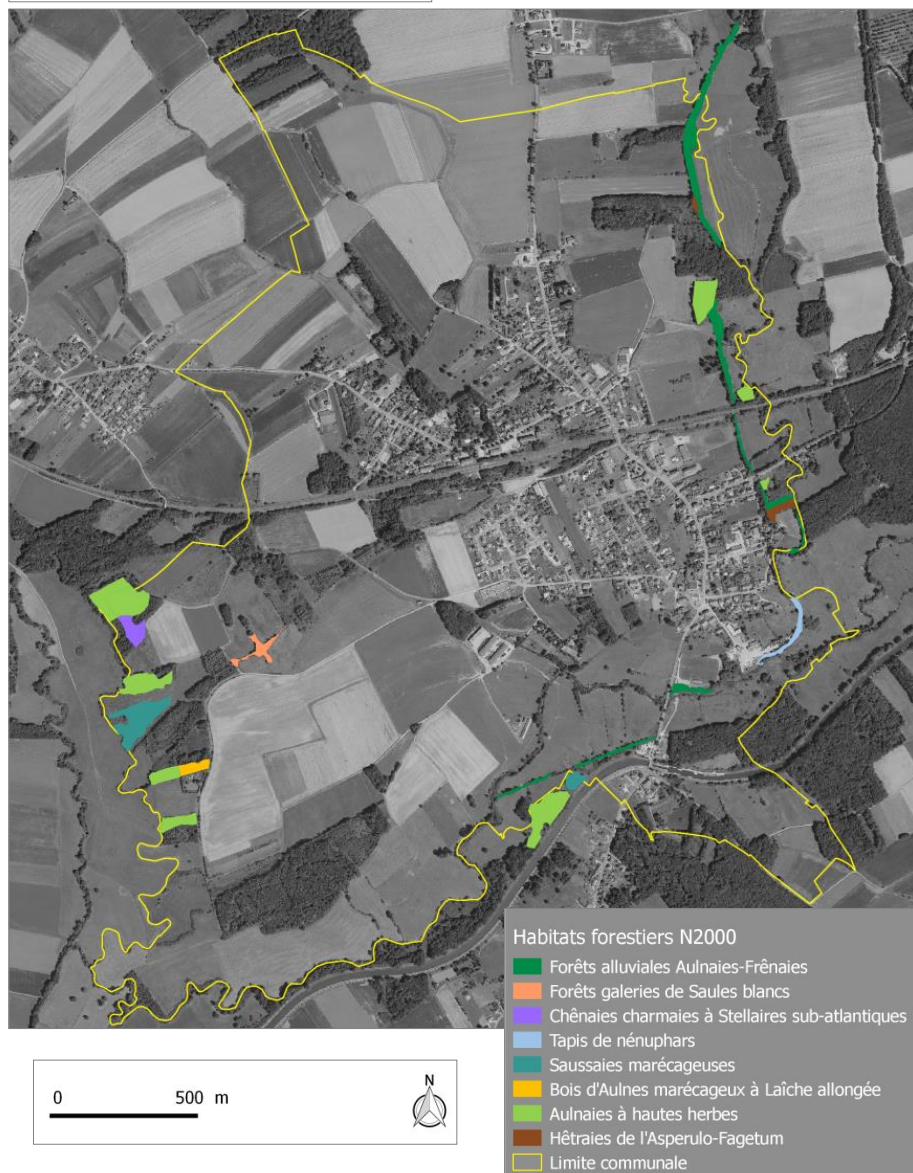 Habitats forestiers N2000
Forêts alluviales Aulnaies-Frênaies
Forêts galeries de Saules blancs
Chênaies charmaies à Stellaires sub-atlantiques
Tapis de nénuphars
Saussaies marécageuses
Bois d'Aulnes marécageux à Laîche allongée
Aulnaies à hautes herbes
Hêtraies de l'Asperulo-Fagetum
Limite communale
0 500 m
N